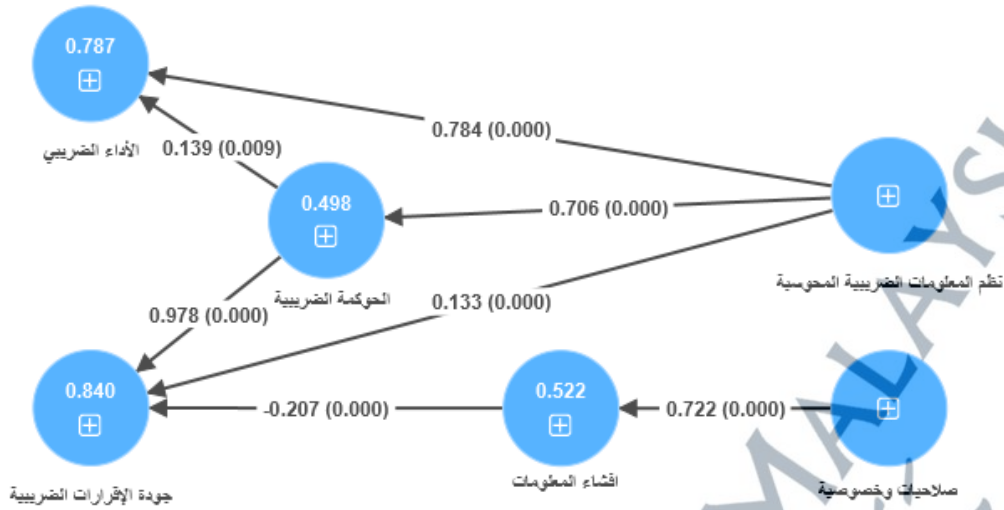 0.787
الأداء الضريبي
0.784 (0.000)
0.139 (0.009)
0.498
الحوكمة الضريبية
0.706 (0.000)
نظم المعلومات الضريبية المحوسبة
0.978 (0.000)
0.133 (0.000)
0.840
جودة الإقرارات الضريبية
-0.207 (0.000)
0.522
افشاء المعلومات
0.722 (0.000)
صلاحيات وخصوصية
MALAYS